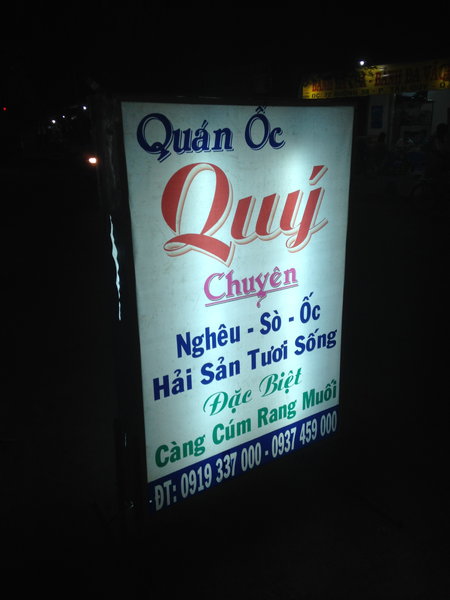 Quán Ốc
Quý
Chuyên
Nghêu - Sò - Ốc
Hải Sản Tươi Sống
Đặc Biệt
Càng Cúm Rang Muối
ĐT: 0919 337 000 - 0937 459 000